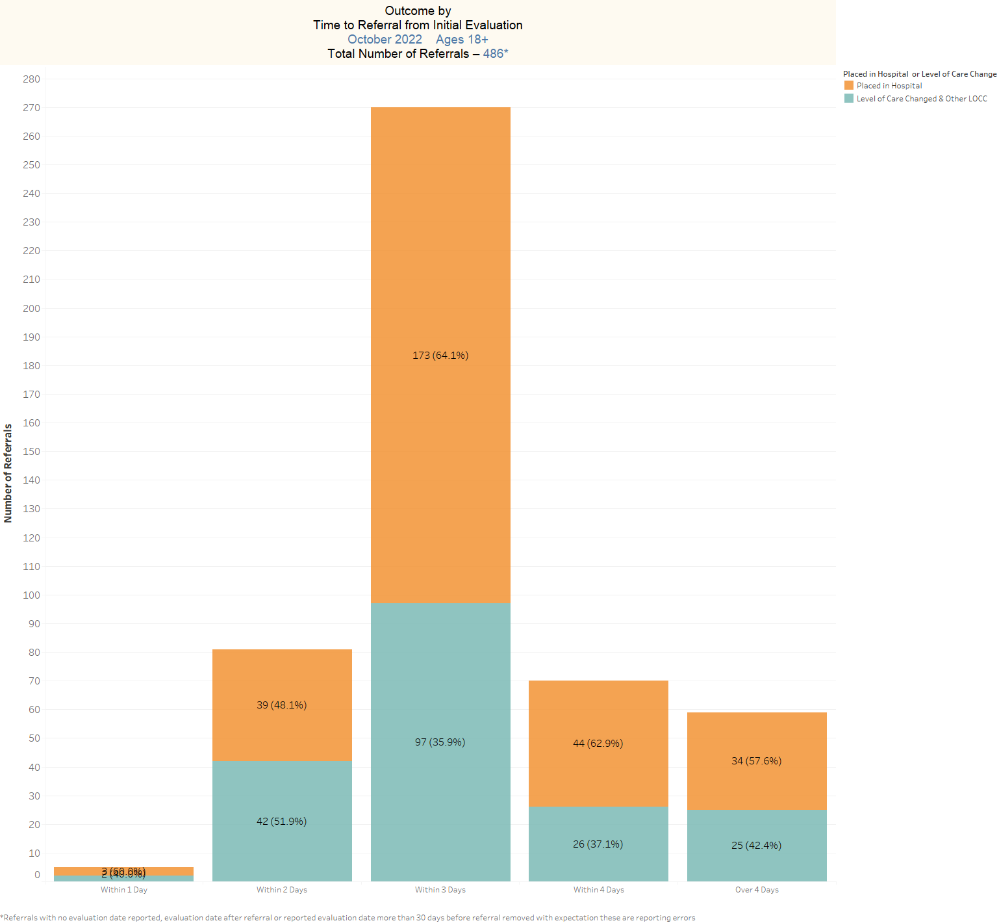 Outcome by
Time to Referral from Initial Evaluation
October 2022 Ages 18+
Total Number of Referrals – 486*
Placed in Hospital or Level of Care Change
Placed in Hospital
Level of Care Changed & Other LOCC
Number of Referrals
280
270
260
250
240
230
220
210
200
190
180
170
160
150
140
130
120
110
100
90
80
70
60
50
40
30
20
10
0
3 (60.0%)
2 (40.0%)
39 (48.1%)
42 (51.9%)
173 (64.1%)
97 (35.9%)
44 (62.9%)
26 (37.1%)
34 (57.6%)
25 (42.4%)
Within 1 Day
Within 2 Days
Within 3 Days
Within 4 Days
Over 4 Days
*Referrals with no evaluation date reported, evaluation date after referral or reported evaluation date more than 30 days before referral removed with expectation these are reporting errors